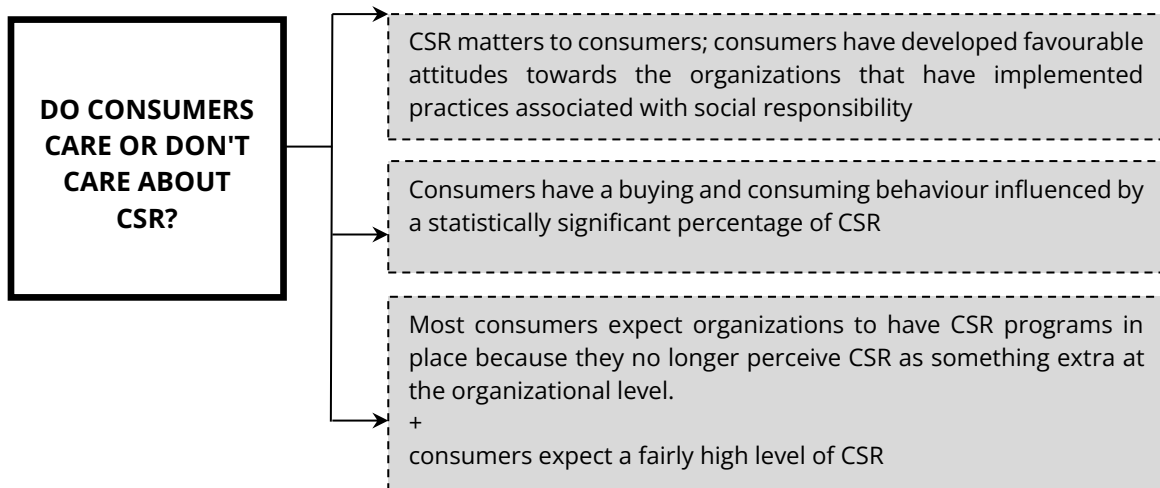 DO CONSUMERS
CARE OR DON'T
CARE ABOUT
CSR?
CSR matters to consumers; consumers have developed favourable
attitudes towards the organizations that have implemented
practices associated with social responsibility
Consumers have a buying and consuming behaviour influenced by
a statistically significant percentage of CSR
Most consumers expect organizations to have CSR programs in
place because they no longer perceive CSR as something extra at
the organizational level.
+
consumers expect a fairly high level of CSR